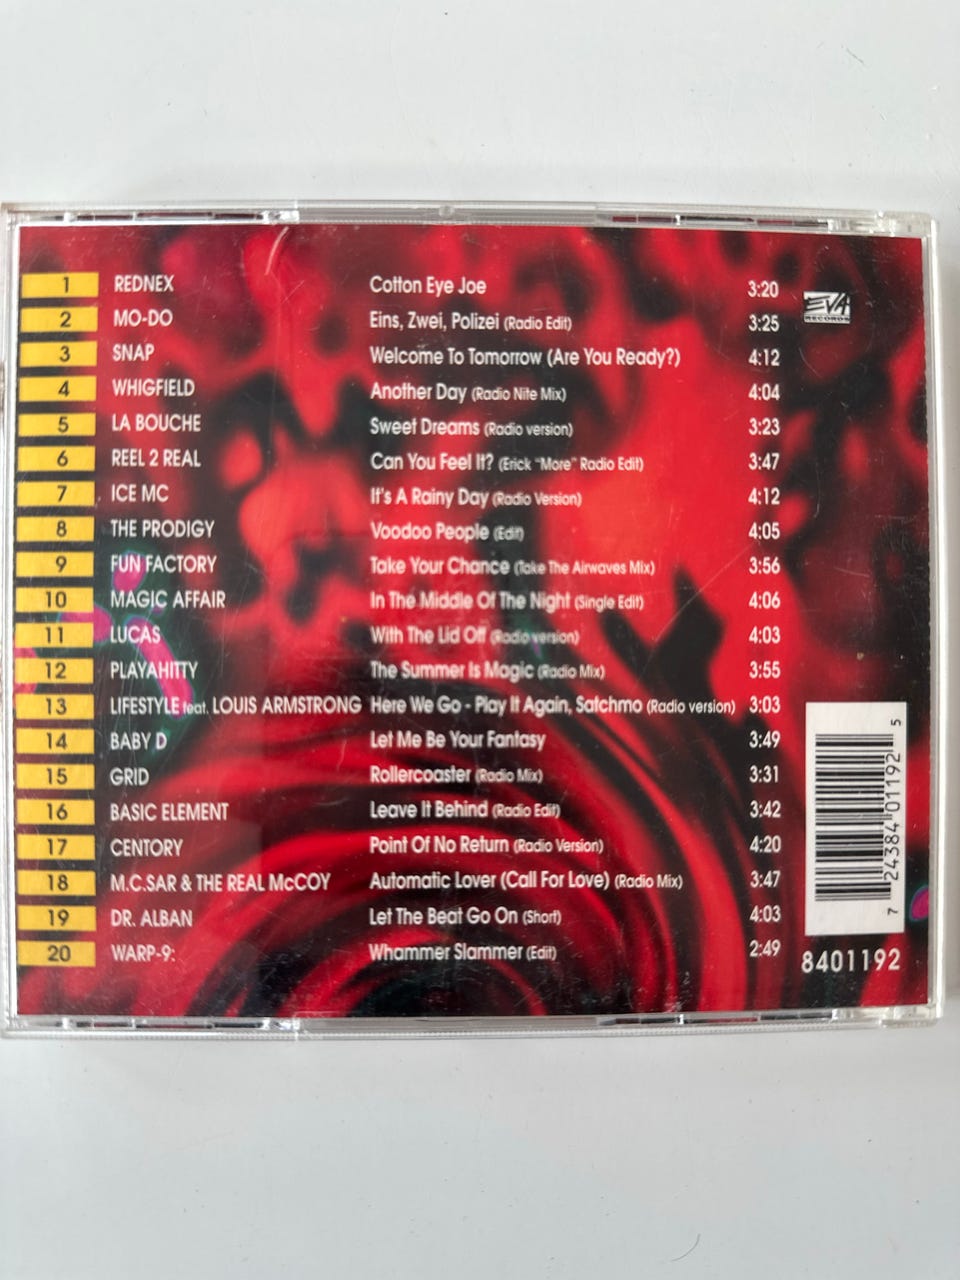 1 REDNEX Cotton Eye Joe 3:20
2 MO-DO Eins, Zwei, Polizei (Radio Edit) 3:25
3 SNAP Welcome To Tomorrow (Are You Ready?) 4:12
4 WHIGFIELD Another Day (Radio Nite Mix) 4:04
5 LA BOUCHE Sweet Dreams (Radio version) 3:23
6 REEL 2 REAL Can You Feel It? (Erick "More" Radio Edit) 3:47
7 ICE MC It's A Rainy Day (Radio Version) 4:12
8 THE PRODIGY Voodoo People (Edit) 4:05
9 FUN FACTORY Take Your Chance (Take The Airwaves Mix) 3:56
10 MAGIC AFFAIR In The Middle Of The Night (Single Edit) 4:06
11 LUCAS With The Lid Off (Radio version) 4:03
12 PLAYAHITTY The Summer Is Magic (Radio Mix) 3:55
13 LIFESTYLE feat. LOUIS ARMSTRONG Here We Go - Play It Again, Satchmo (Radio version) 3:03
14 BABY D Let Me Be Your Fantasy 3:49
15 GRID Rollercoaster (Radio Mix) 3:31
16 BASIC ELEMENT Leave It Behind (Radio Edit) 3:42
17 CENTORY Point Of No Return (Radio Version) 4:20
18 M.C.SAR & THE REAL McCOY Automatic Lover (Call For Love) (Radio Mix) 3:47
19 DR. ALBAN Let The Beat Go On (Short) 4:03
20 WARP-9: Whammer Slammer (Edit) 2:49
EVA
RECORDS
7 24384 01192 5
8401192